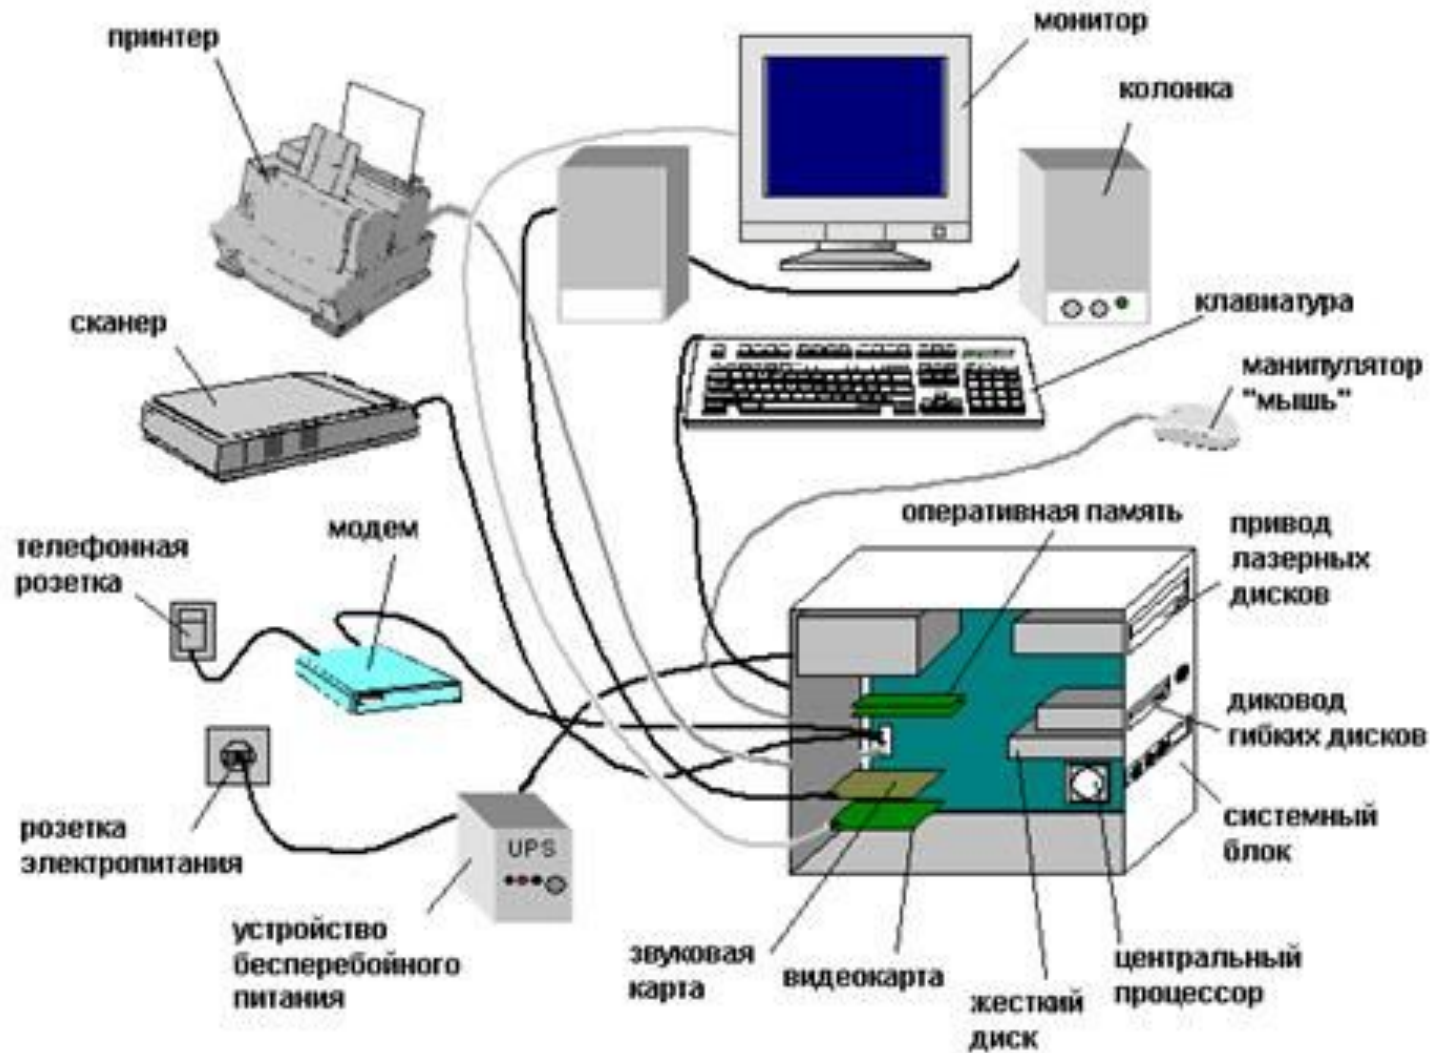 принтер
монитор
колонка
сканер
клавиатура
манипулятор
"мышь"
телефонная
розетка
модем
оперативная память
привод
лазерных
дисков
диковод
гибких дисков
розетка
электропитания
UPS
системный
блок
устройство
бесперебойного
питания
звуковая
карта
видеокарта
жесткий
диск
центральный
процессор